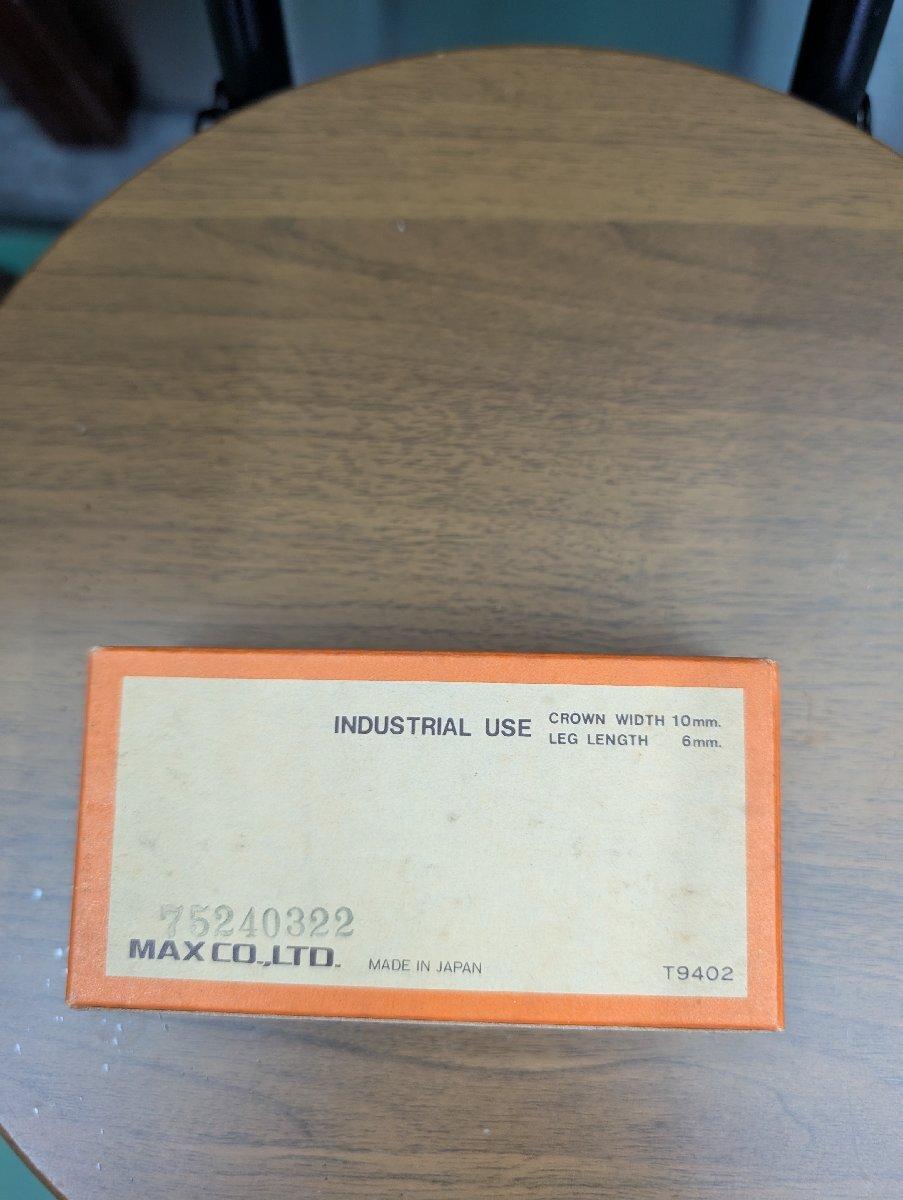 INDUSTRIAL USE
CROWN WIDTH 10mm.
LEG LENGTH 6mm.
75240322
MAX CO.,LTD.
MADE IN JAPAN
T9402